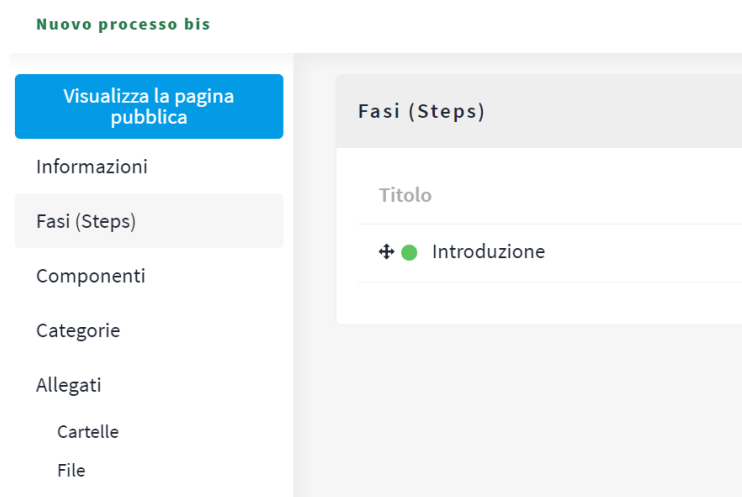 Nuovo processo bis
Visualizza la pagina
pubblica
Informazioni
Fasi (Steps)
Componenti
Categorie
Allegati
Cartelle
File
Fasi (Steps)
Titolo
Introduzione